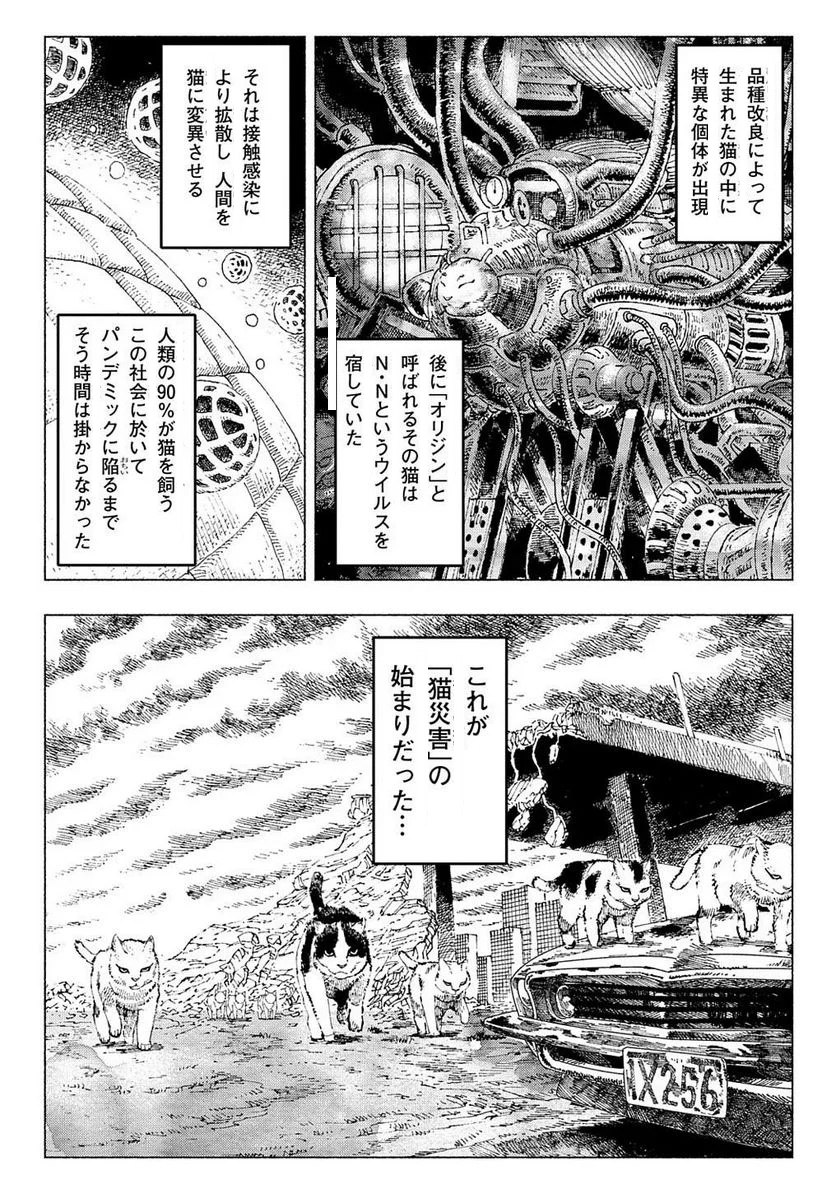 品種改良によって
生まれた猫の中に
特異な個体が出現
後に「オリジン」と
呼ばれるその猫は
N・Nというウイルスを
宿していた
それは接触感染に
より拡散し 人間を
猫に変異させる
人類の90%が猫を飼う
この社会に於いて
パンデミックに陥るまで
そう時間は掛からなかった
おちい
これが
「猫災害」の
始まりだった…
1X256